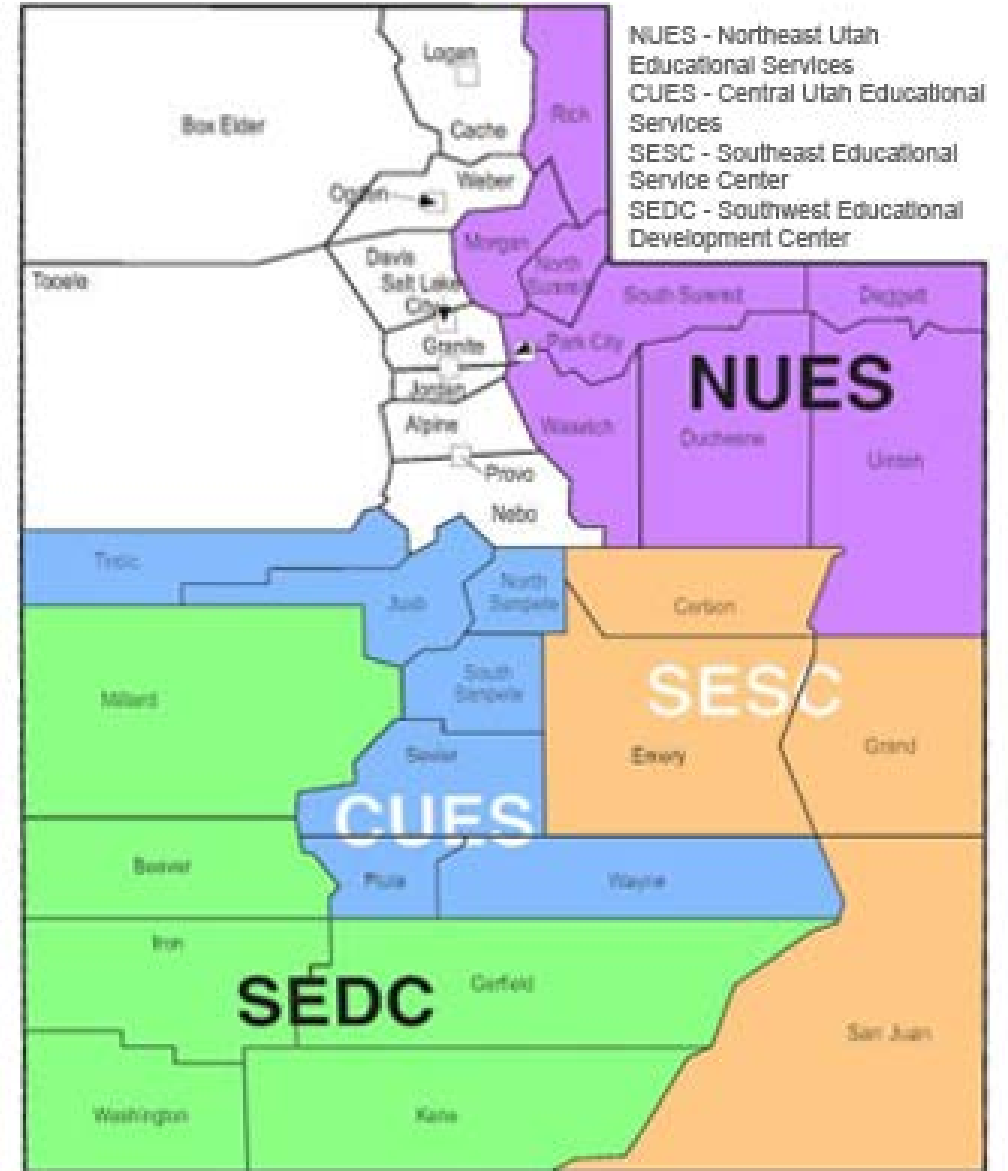 NUES - Northeast Utah
Educational Services
CUES - Central Utah Educational
Services
SESC - Southeast Educational
Service Center
SEDC - Southwest Educational
Development Center
Logan
Box Elder
Cache
Rich
Ogden
Weber
Morgan
Davis
North
Summit
Tooele
Salt Lake
City
South Summit
Daggett
Granite
Park City
Jordan
NUES
Alpine
Wasatch
Duchesne
Uintah
Provo
Nebo
Tintic
Juab
North
Sanpete
Carbon
South
Sanpete
SESC
Millard
Sevier
Emery
Grand
CUES
Beaver
Piute
Wayne
Iron
SEDC
Garfield
San Juan
Washington
Kane